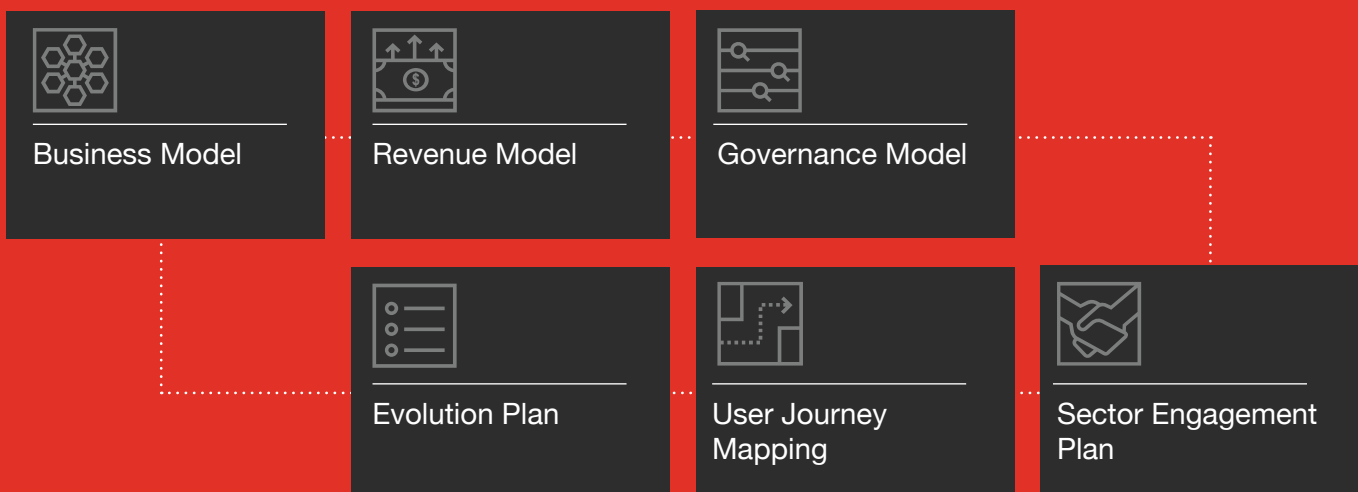 $
Business Model
Revenue Model
Governance Model
Evolution Plan
User Journey
Mapping
Sector Engagement
Plan